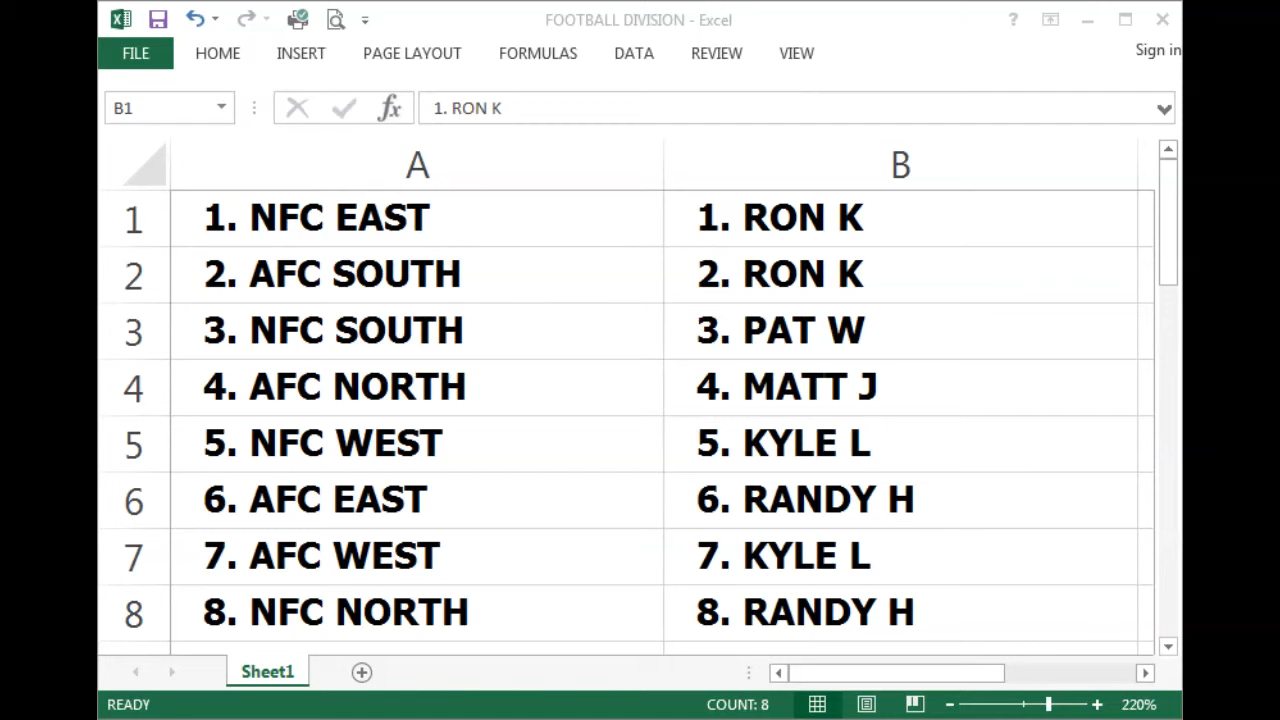 FOOTBALL DIVISION - Excel
?
FILE HOME INSERT PAGE LAYOUT FORMULAS DATA REVIEW VIEW Sign in
B1 fx 1. RON K
A B
1 1. NFC EAST 1. RON K
2 2. AFC SOUTH 2. RON K
3 3. NFC SOUTH 3. PAT W
4 4. AFC NORTH 4. MATT J
5 5. NFC WEST 5. KYLE L
6 6. AFC EAST 6. RANDY H
7 7. AFC WEST 7. KYLE L
8 8. NFC NORTH 8. RANDY H
Sheet1
READY COUNT: 8 220%